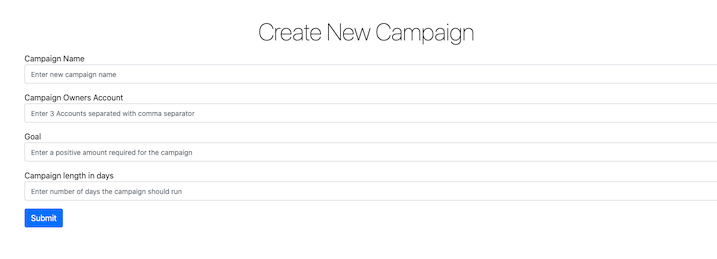 Create New Campaign
Campaign Name
Enter new campaign name
Campaign Owners Account
Enter 3 Accounts separated with comma separator
Goal
Enter a positive amount required for the campaign
Campaign length in days
Enter number of days the campaign should run
Submit